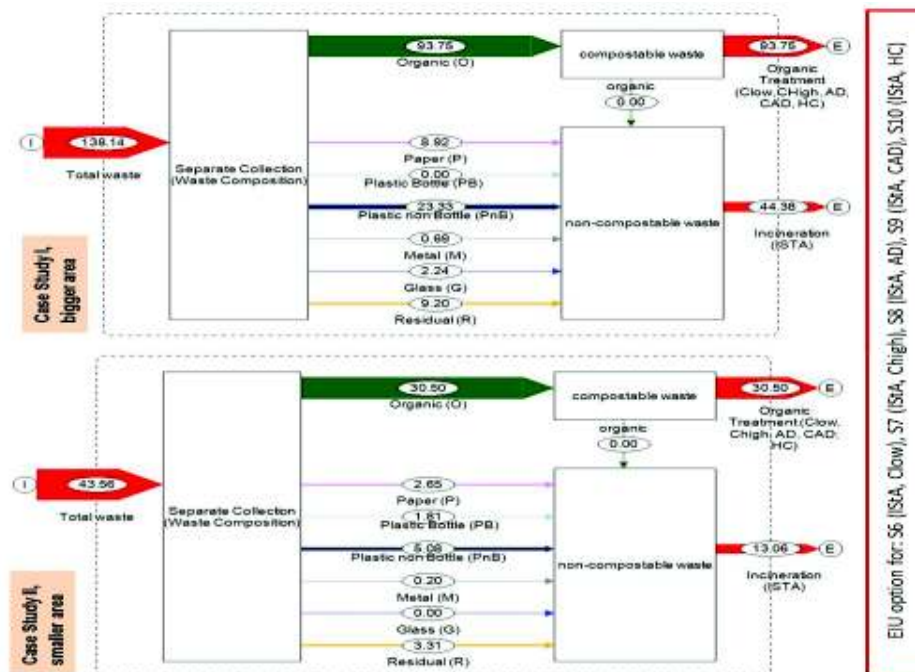 93.75
Organic (O)
compostable waste
93.75
E
Organic
Treatment
(Clow, CHigh, AD,
CAD, HC)
organic
0.00
I
138.14
Total waste
Separate Collection
(Waste Composition)
8.92
Paper (P)
0.00
Plastic Bottle (PB)
23.33
Plastic non Bottle (PnB)
0.69
Metal (M)
2.24
Glass (G)
9.20
Residual (R)
non-compostable waste
44.38
E
Incineration
(ISTA)
Case Study I,
bigger area
30.50
Organic (O)
compostable waste
30.50
E
Organic
Treatment (Clow,
Chigh, AD, CAD,
HC)
organic
0.00
I
43.56
Total waste
Separate Collection
(Waste Composition)
2.65
Paper (P)
1.81
Plastic Bottle (PB)
5.08
Plastic non Bottle (PnB)
0.20
Metal (M)
0.00
Glass (G)
3.31
Residual (R)
non-compostable waste
13.06
E
Incineration
(ISTA)
Case Study II,
smaller area
EIU option for: S6 (IStA, Clow), S7 (IStA, Chigh), S8 (IStA, AD), S9 (IStA, CAD), S10 (IStA, HC)